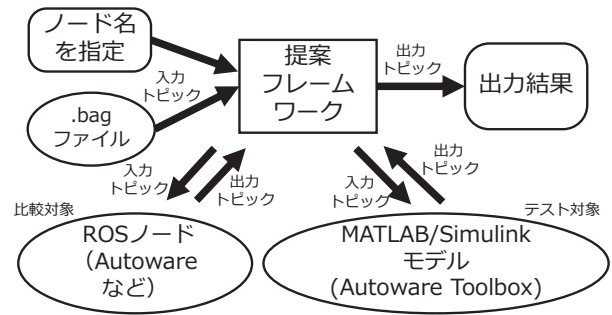 ノード名
を指定
.bag
ファイル
入力
トピック
提案
フレーム
ワーク
出力
トピック
出力結果
入力
トピック
出力
トピック
入力
トピック
出力
トピック
比較対象
ROSノード
（Autoware
など）
テスト対象
MATLAB/Simulink
モデル
(Autoware Toolbox)